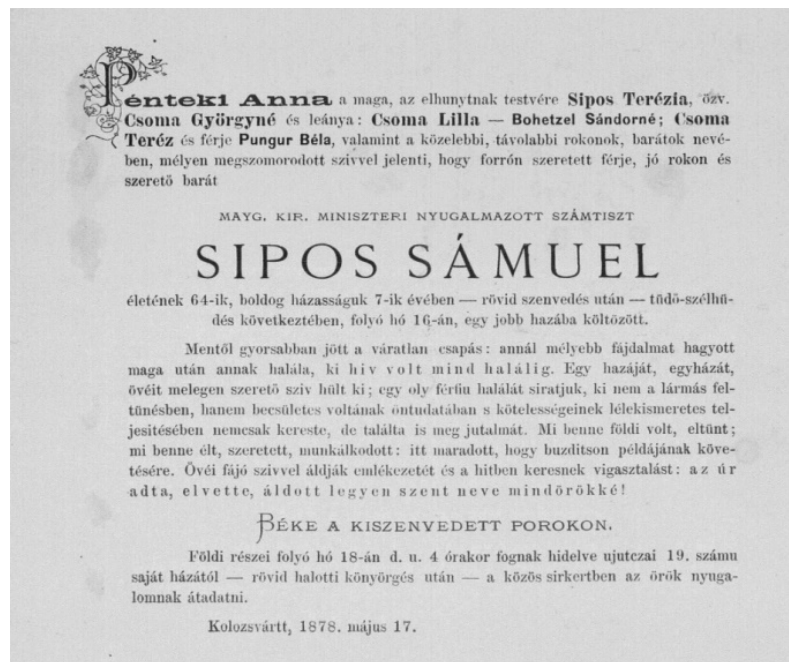 Pénteki Anna a maga, az elhunytnak testvére Sipos Terézia, özv.
Csoma Györgyné és leánya: Csoma Lilla — Bohetzel Sándorné; Csoma
Teréz és férje Pungur Béla, valamint a közelebbi, távolabbi rokonok, barátok nevé-
ben, mélyen megszomorodott szivvel jelenti, hogy forrón szeretett férje, jó rokon és
szerető barát
MAYG. KIR. MINISZTERI NYUGALMAZOTT SZÁMTISZT
SIPOS SÁMUEL
életének 64-ik, boldog házasságuk 7-ik évében — rövid szenvedés után — tüdő-szélhű-
dés következtében, folyó hó 16-án, egy jobb hazába költözött.
Mentől gyorsabban jött a váratlan csapás: annál mélyebb fájdalmat hagyott
maga után annak halála, ki hiv volt mind halálig. Egy hazáját, egyházát,
övéit melegen szerető sziv hült ki; egy oly férfiu halálát siratjuk, ki nem a lármás fel-
tünésben, hanem becsületes voltának öntudatában s kötelességeinek lélekismeretes tel-
jesitésében nemcsak kereste, de találta is meg jutalmát. Mi benne földi volt, eltünt;
mi benne élt, szeretett, munkálkodott: itt maradott, hogy buzditson példájának köve-
tésére. Övéi fájó szivvel áldják emlékezetét és a hitben keresnek vigasztalást: az úr
adta, elvette, áldott legyen szent neve mindörökké!
BÉKE A KISZENVEDETT POROKON.
Földi részei folyó hó 18-án d. u. 4 órakor fognak hidelve ujutczai 19. számu
saját házától — rövid halotti könyörgés után — a közös sirkertben az örök nyuga-
lomnak átadatni.
Kolozsvártt, 1878. május 17.